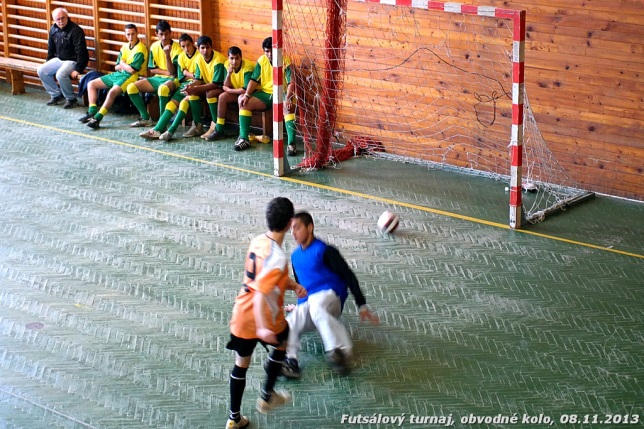 Futsálový turnaj, obvodné kolo, 08.11.2013